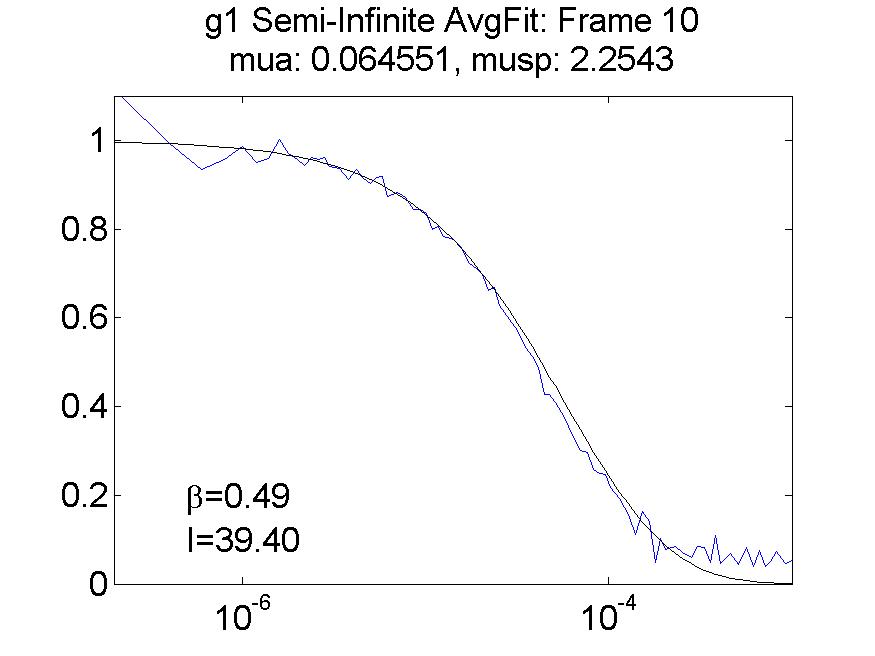 g1 Semi-Infinite AvgFit: Frame 10
mua: 0.064551, musp: 2.2543
1
0.8
0.6
0.4
0.2
0
β=0.49
I=39.40
10^-6
10^-4